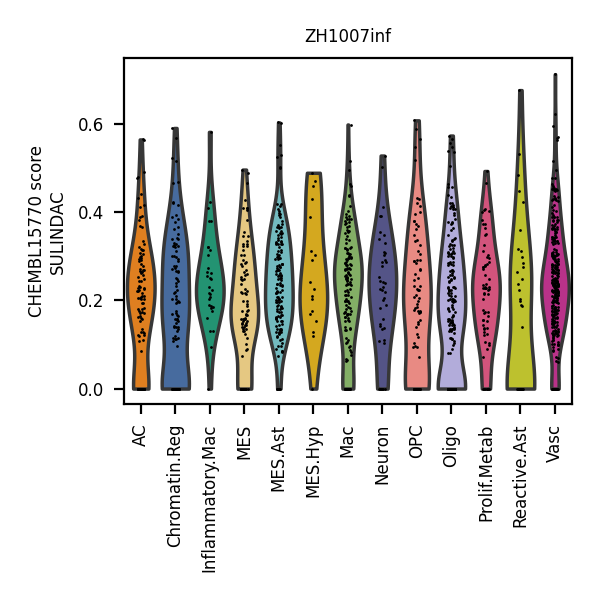 ZH1007inf
CHEMBL15770 score
SULINDAC
0.6
0.4
0.2
0.0
AC
Chromatin.Reg
Inflammatory.Mac
MES
MES.Ast
MES.Hyp
Mac
Neuron
OPC
Oligo
Prolif.Metab
Reactive.Ast
Vasc